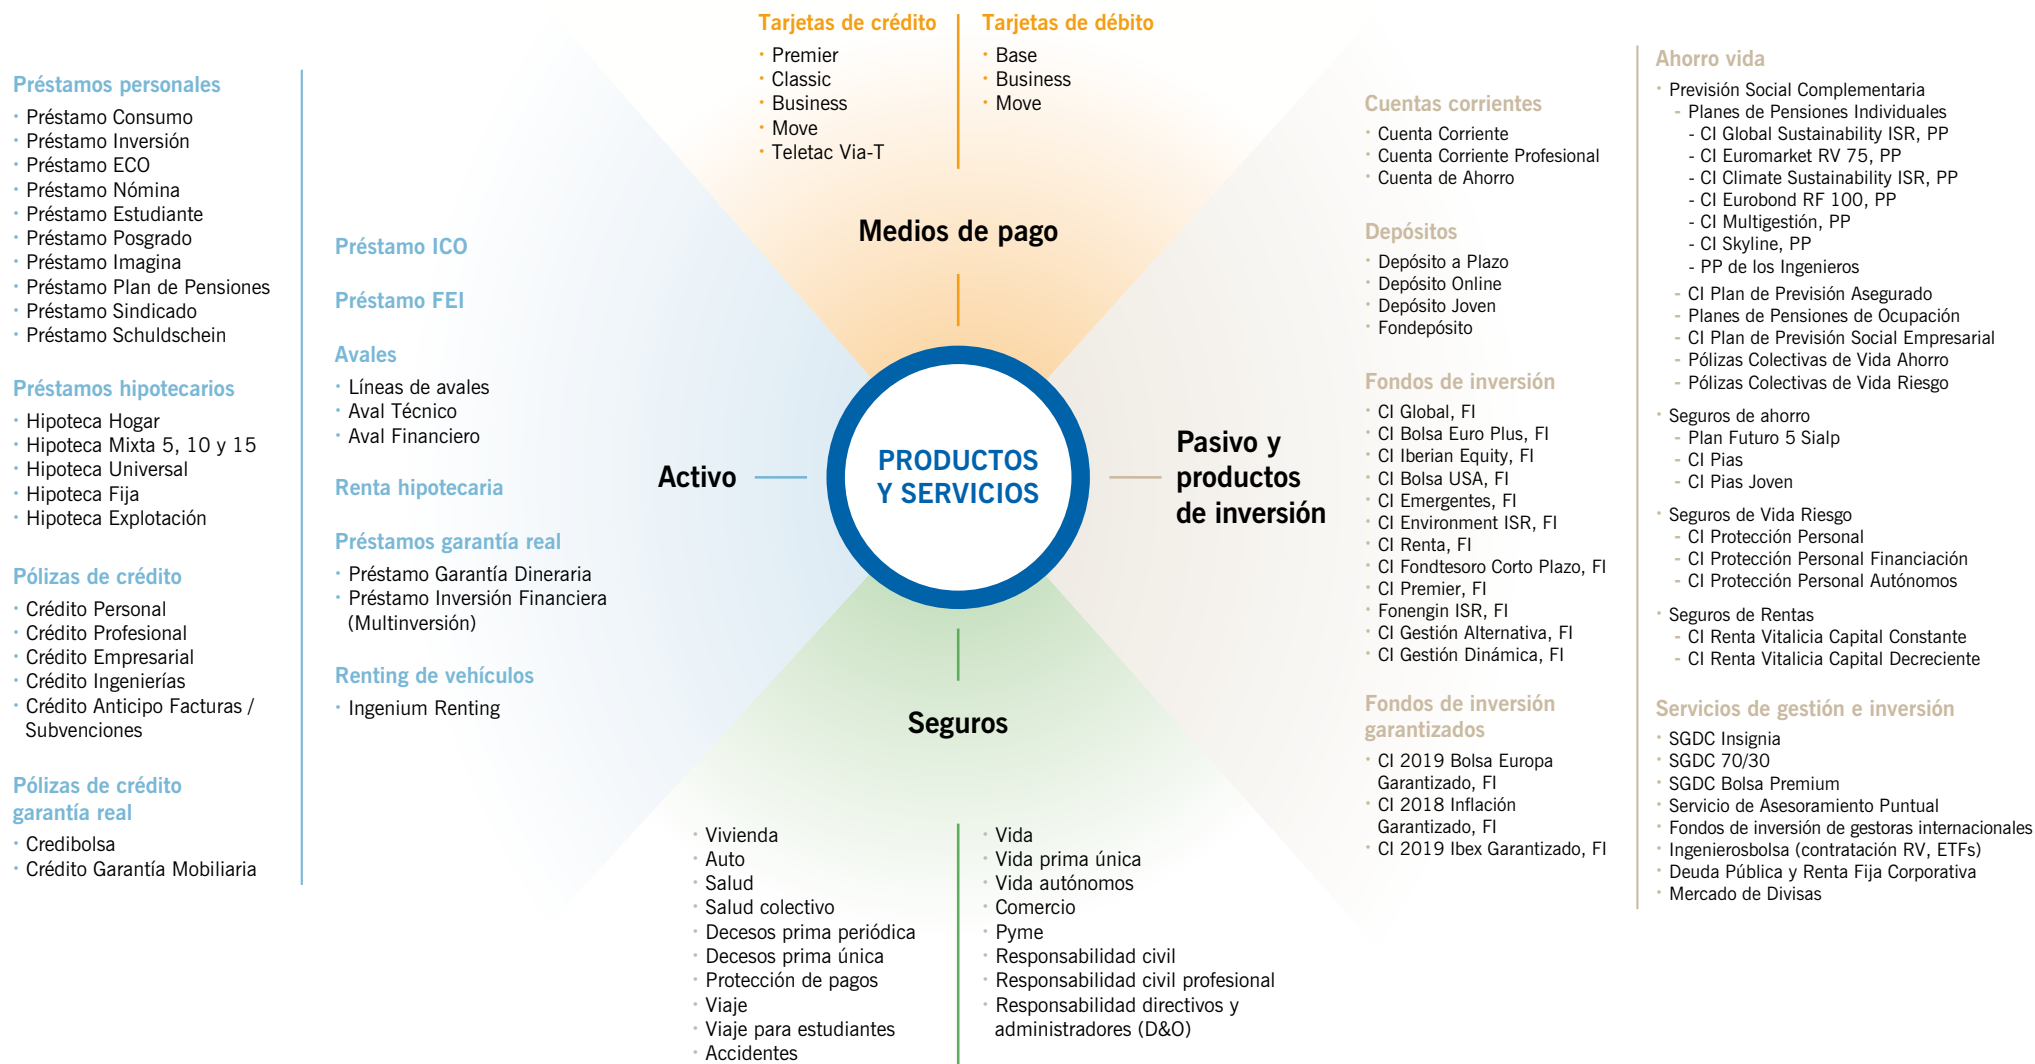 Tarjetas de crédito
· Premier
· Classic
· Business
· Move
· Teletac Via-T
Tarjetas de débito
· Base
· Business
· Move
Medios de pago
Préstamos personales
· Préstamo Consumo
· Préstamo Inversión
· Préstamo ECO
· Préstamo Nómina
· Préstamo Estudiante
· Préstamo Posgrado
· Préstamo Imagina
· Préstamo Plan de Pensiones
· Préstamo Sindicado
· Préstamo Schuldschein
Préstamos hipotecarios
· Hipoteca Hogar
· Hipoteca Mixta 5, 10 y 15
· Hipoteca Universal
· Hipoteca Fija
· Hipoteca Explotación
Pólizas de crédito
· Crédito Personal
· Crédito Profesional
· Crédito Empresarial
· Crédito Ingenierías
· Crédito Anticipo Facturas /
Subvenciones
Pólizas de crédito
garantía real
· Credibolsa
· Crédito Garantía Mobiliaria
Préstamo ICO
Préstamo FEI
Avales
· Líneas de avales
· Aval Técnico
· Aval Financiero
Renta hipotecaria
Préstamos garantía real
· Préstamo Garantía Dineraria
· Préstamo Inversión Financiera
(Multinversión)
Renting de vehículos
· Ingenium Renting
Activo
PRODUCTOS
Y SERVICIOS
Pasivo y
productos
de inversión
Cuentas corrientes
· Cuenta Corriente
· Cuenta Corriente Profesional
· Cuenta de Ahorro
Depósitos
· Depósito a Plazo
· Depósito Online
· Depósito Joven
· Fondepósito
Fondos de inversión
· CI Global, FI
· CI Bolsa Euro Plus, FI
· CI Iberian Equity, FI
· CI Bolsa USA, FI
· CI Emergentes, FI
· CI Environment ISR, FI
· CI Renta, FI
· CI Fondtesoro Corto Plazo, FI
· CI Premier, FI
· Fonengin ISR, FI
· CI Gestión Alternativa, FI
· CI Gestión Dinámica, FI
Fondos de inversión
garantizados
· CI 2019 Bolsa Europa
Garantizado, FI
· CI 2018 Inflación
Garantizado, FI
· CI 2019 Ibex Garantizado, FI
Ahorro vida
· Previsión Social Complementaria
- Planes de Pensiones Individuales
- CI Global Sustainability ISR, PP
- CI Euromarket RV 75, PP
- CI Climate Sustainability ISR, PP
- CI Eurobond RF 100, PP
- CI Multigestión, PP
- CI Skyline, PP
- PP de los Ingenieros
- CI Plan de Previsión Asegurado
- Planes de Pensiones de Ocupación
- CI Plan de Previsión Social Empresarial
- Pólizas Colectivas de Vida Ahorro
- Pólizas Colectivas de Vida Riesgo
· Seguros de ahorro
- Plan Futuro 5 Sialp
- CI Pias
- CI Pias Joven
· Seguros de Vida Riesgo
- CI Protección Personal
- CI Protección Personal Financiación
- CI Protección Personal Autónomos
· Seguros de Rentas
- CI Renta Vitalicia Capital Constante
- CI Renta Vitalicia Capital Decreciente
Servicios de gestión e inversión
· SGDC Insignia
· SGDC 70/30
· SGDC Bolsa Premium
· Servicio de Asesoramiento Puntual
· Fondos de inversión de gestoras internacionales
· Ingenierosbolsa (contratación RV, ETFs)
· Deuda Pública y Renta Fija Corporativa
· Mercado de Divisas
Seguros
· Vivienda
· Auto
· Salud
· Salud colectivo
· Decesos prima periódica
· Decesos prima única
· Protección de pagos
· Viaje
· Viaje para estudiantes
· Accidentes
· Vida
· Vida prima única
· Vida autónomos
· Comercio
· Pyme
· Responsabilidad civil
· Responsabilidad civil profesional
· Responsabilidad directivos y
administradores (D&O)